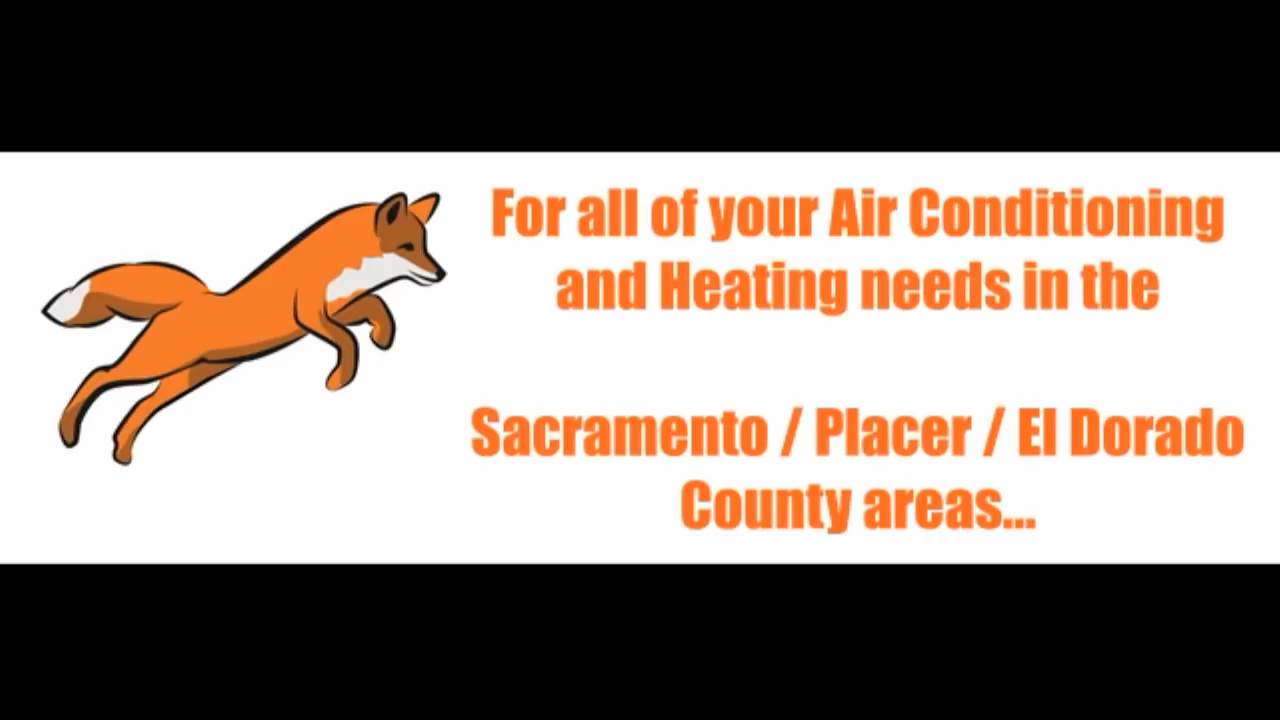 For all of your Air Conditioning
and Heating needs in the
Sacramento / Placer / El Dorado
County areas...